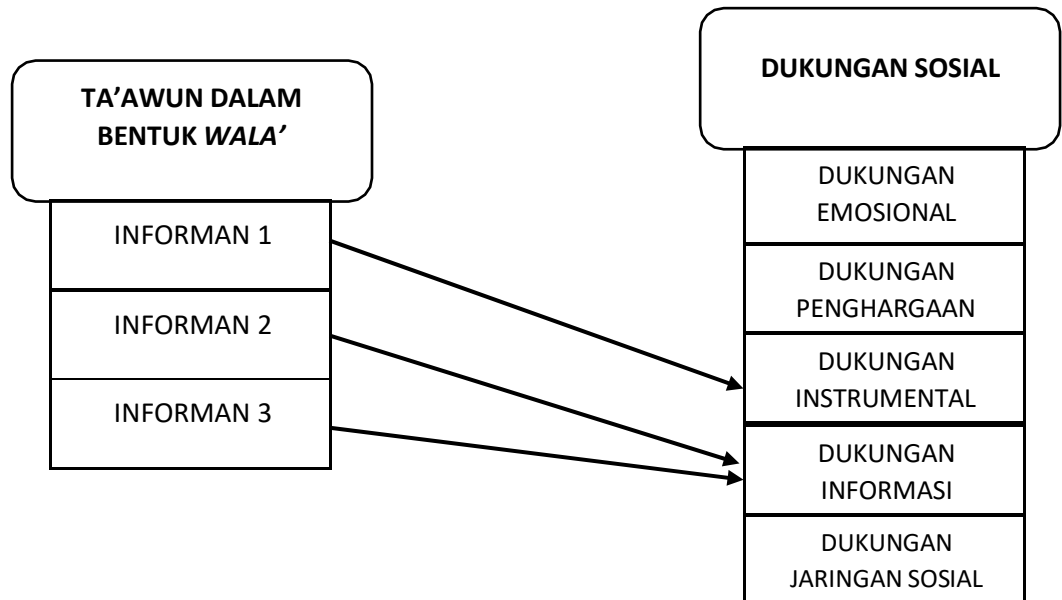 TA’AWUN DALAM
BENTUK WALA’
INFORMAN 1
INFORMAN 2
INFORMAN 3
DUKUNGAN SOSIAL
DUKUNGAN
EMOSIONAL
DUKUNGAN
PENGHARGAAN
DUKUNGAN
INSTRUMENTAL
DUKUNGAN
INFORMASI
DUKUNGAN
JARINGAN SOSIAL